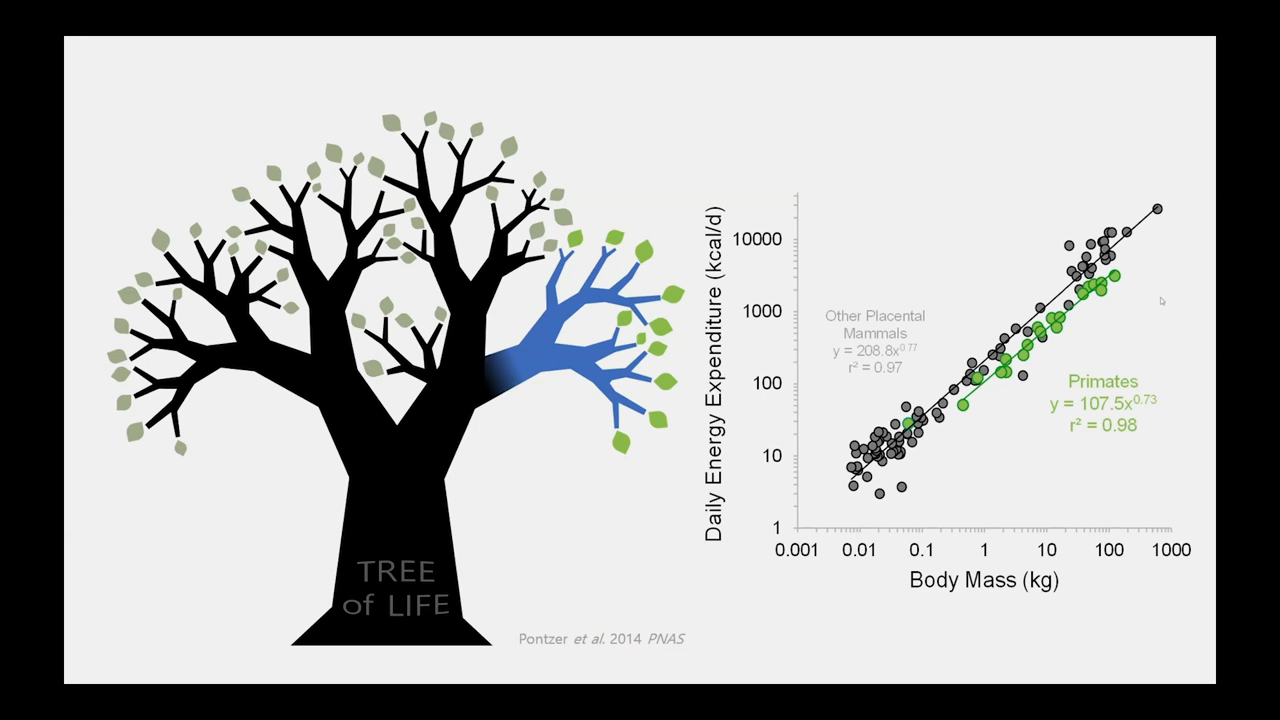 TREE
of LIFE
Pontzer et al. 2014 PNAS
Daily Energy Expenditure (kcal/d)
10000
1000
100
10
1
Other Placental
Mammals
y = 208.8x^0.77
r² = 0.97
Primates
y = 107.5x^0.73
r² = 0.98
0.001 0.01 0.1 1 10 100 1000
Body Mass (kg)